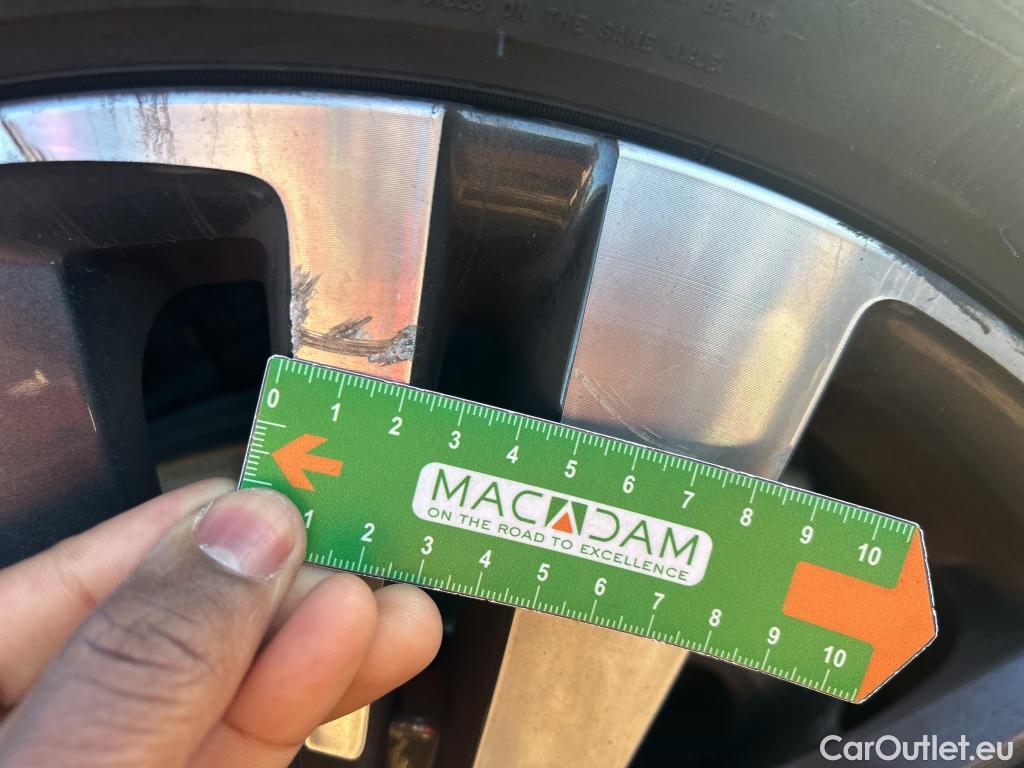 ON THE SAME AXLE
0 1 2 3 4 5 6 7 8 9 10
MACADAM
ON THE ROAD TO EXCELLENCE
1 2 3 4 5 6 7 8 9 10
CarOutlet.eu